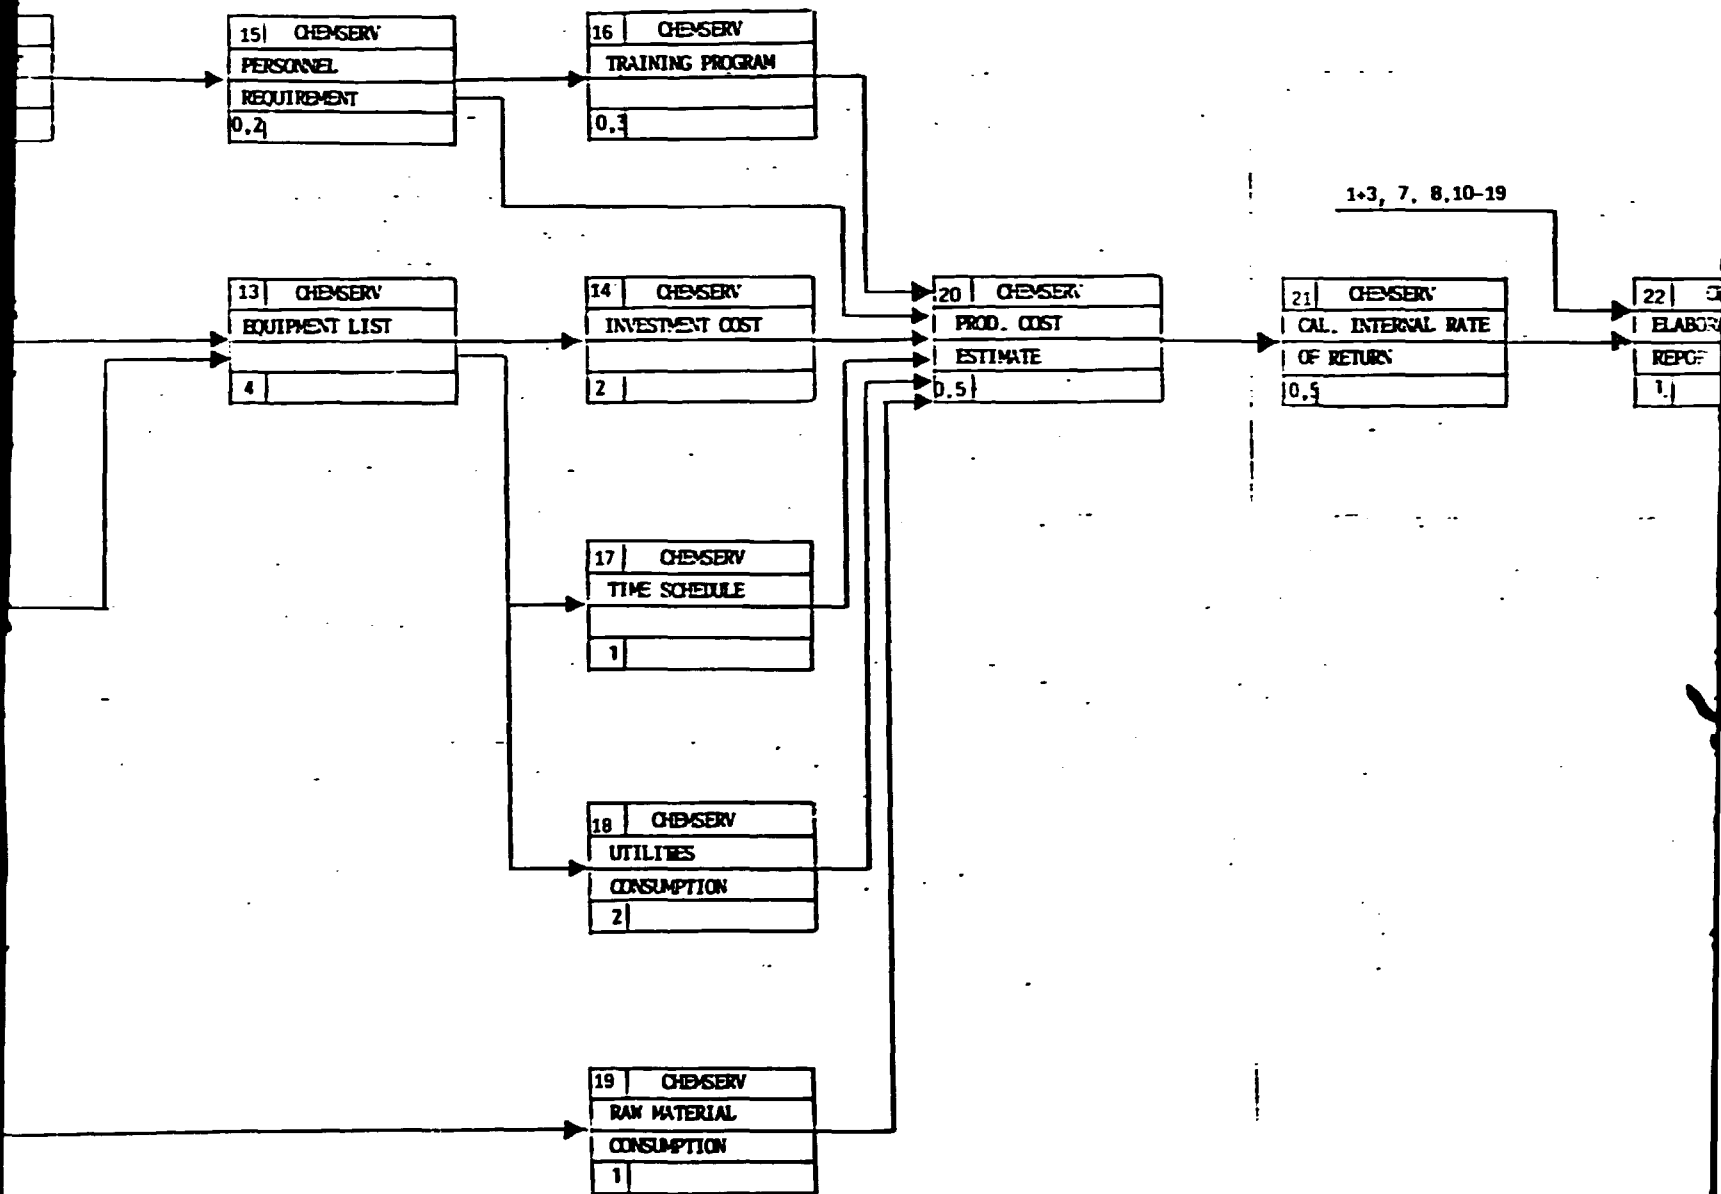 15 CHEMSERV
PERSONNEL
REQUIREMENT
0,2
16 CHEMSERV
TRAINING PROGRAM
0,3
1+3, 7. 8,10-19
13 CHEMSERV
EQUIPMENT LIST
4
14 CHEMSERV
INVESTMENT COST
2
20 CHEMSERV
PROD. COST
ESTIMATE
0,5
21 CHEMSERV
CAL. INTERNAL RATE
OF RETURN
0,5
22
1
17 CHEMSERV
TIME SCHEDULE
1
18 CHEMSERV
UTILITES
CONSUMPTION
2
19 CHEMSERV
RAW MATERIAL
CONSUMPTION
1